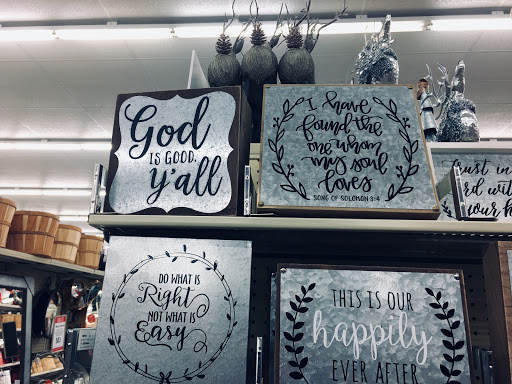 God
IS GOOD,
Y'all
I have
found the
one whom
my soul
loves
SONG OF SOLOMON 3:4
DO WHAT IS
Right
NOT WHAT IS
Easy
THIS IS OUR
happily
EVER AFTER